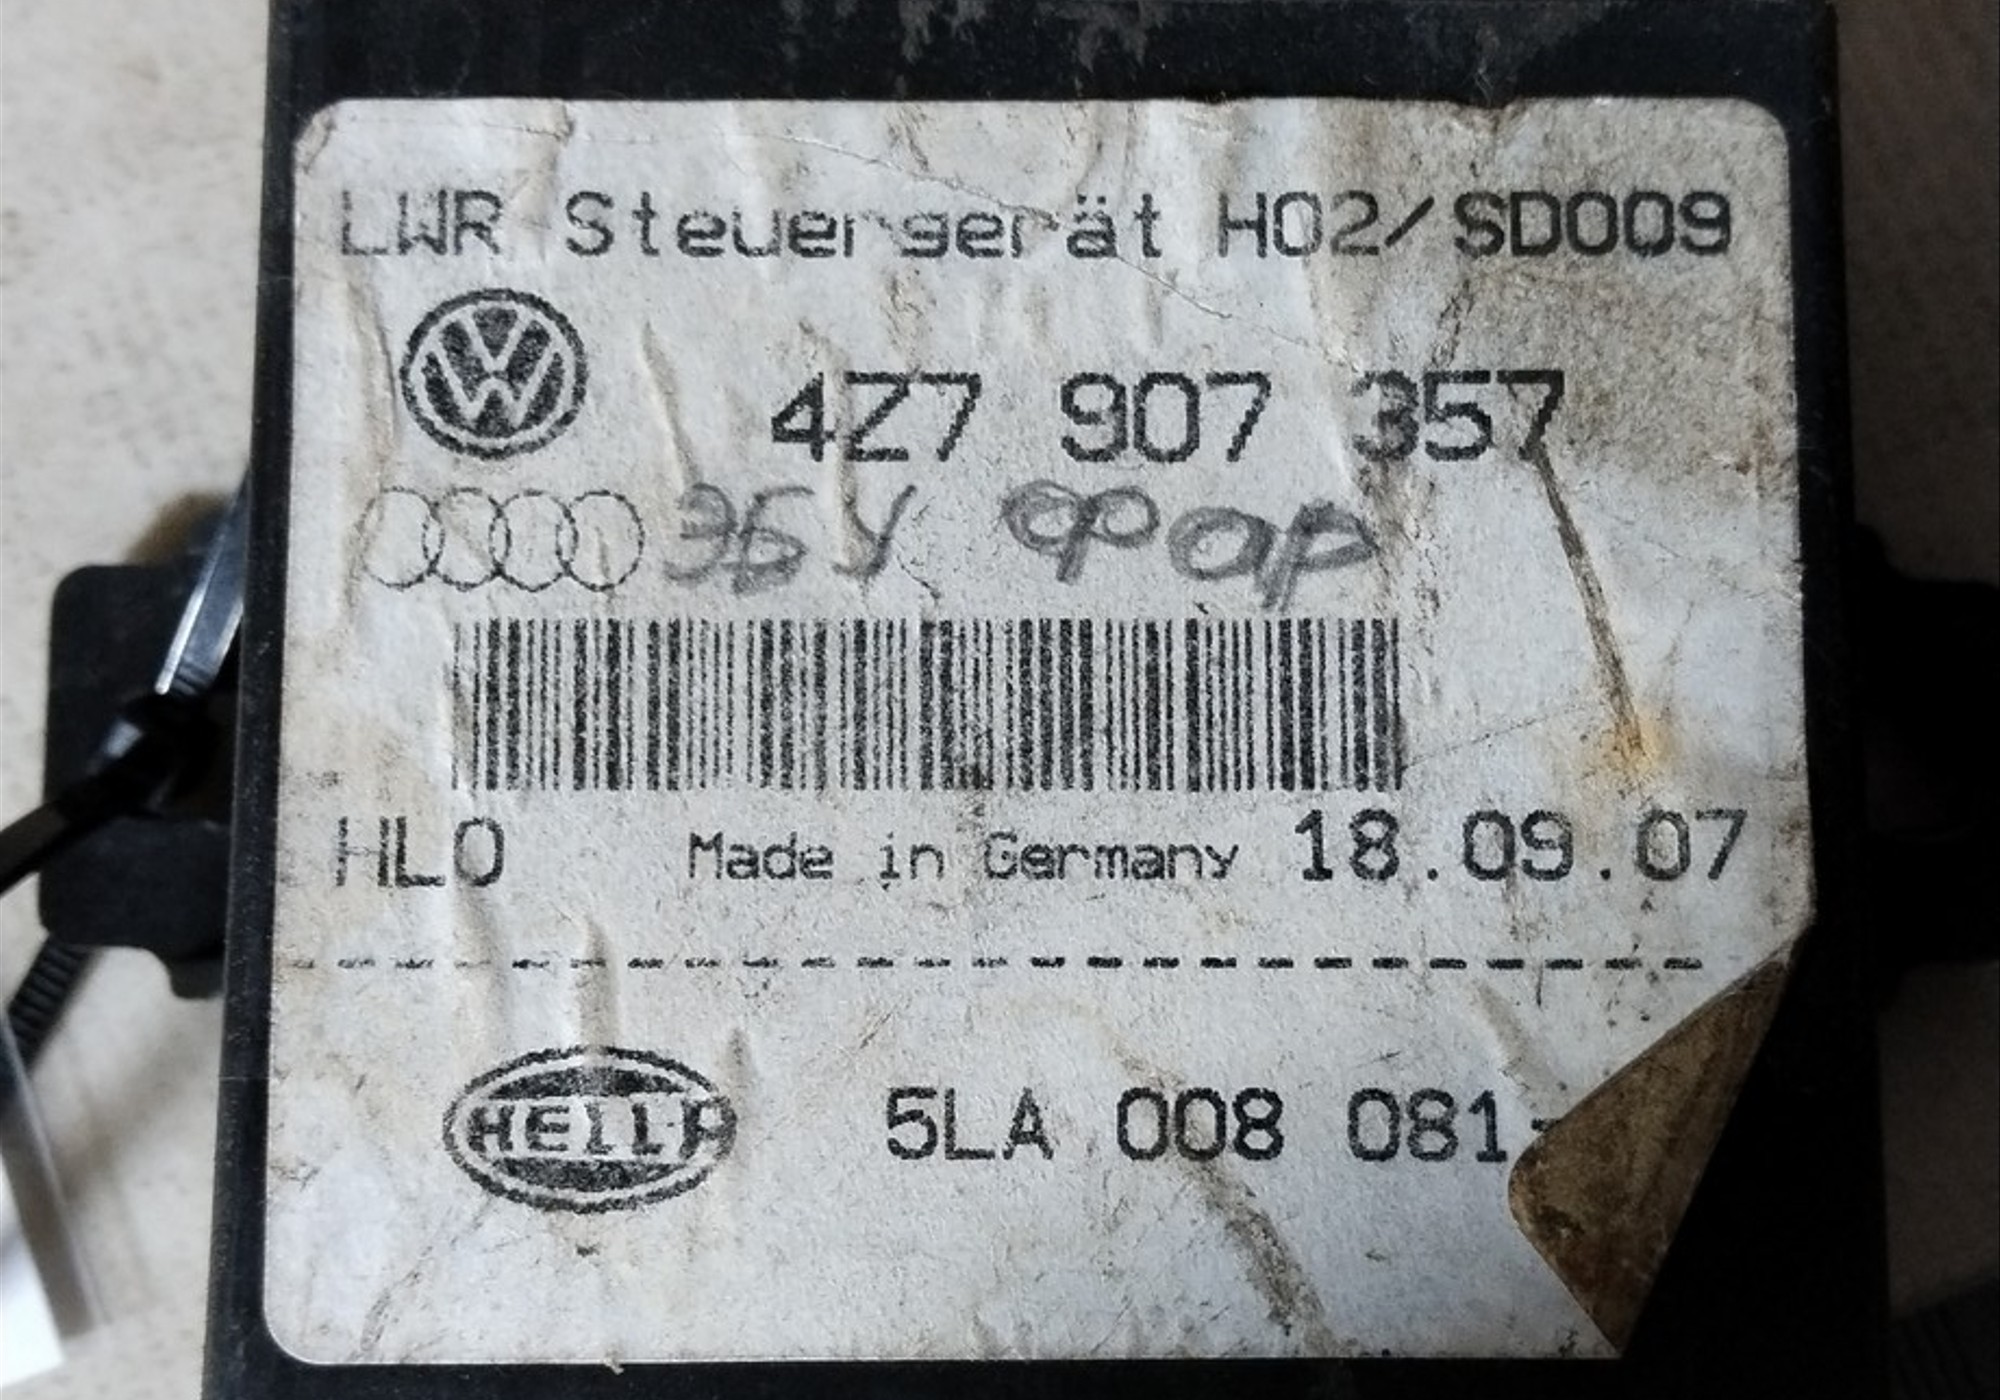 LWR Steuergerät H02/SD009
4Z7 907 357
ЭБУ ФАР
HLO Made in Germany 18.09.07
HELLA 5LA 008 081-